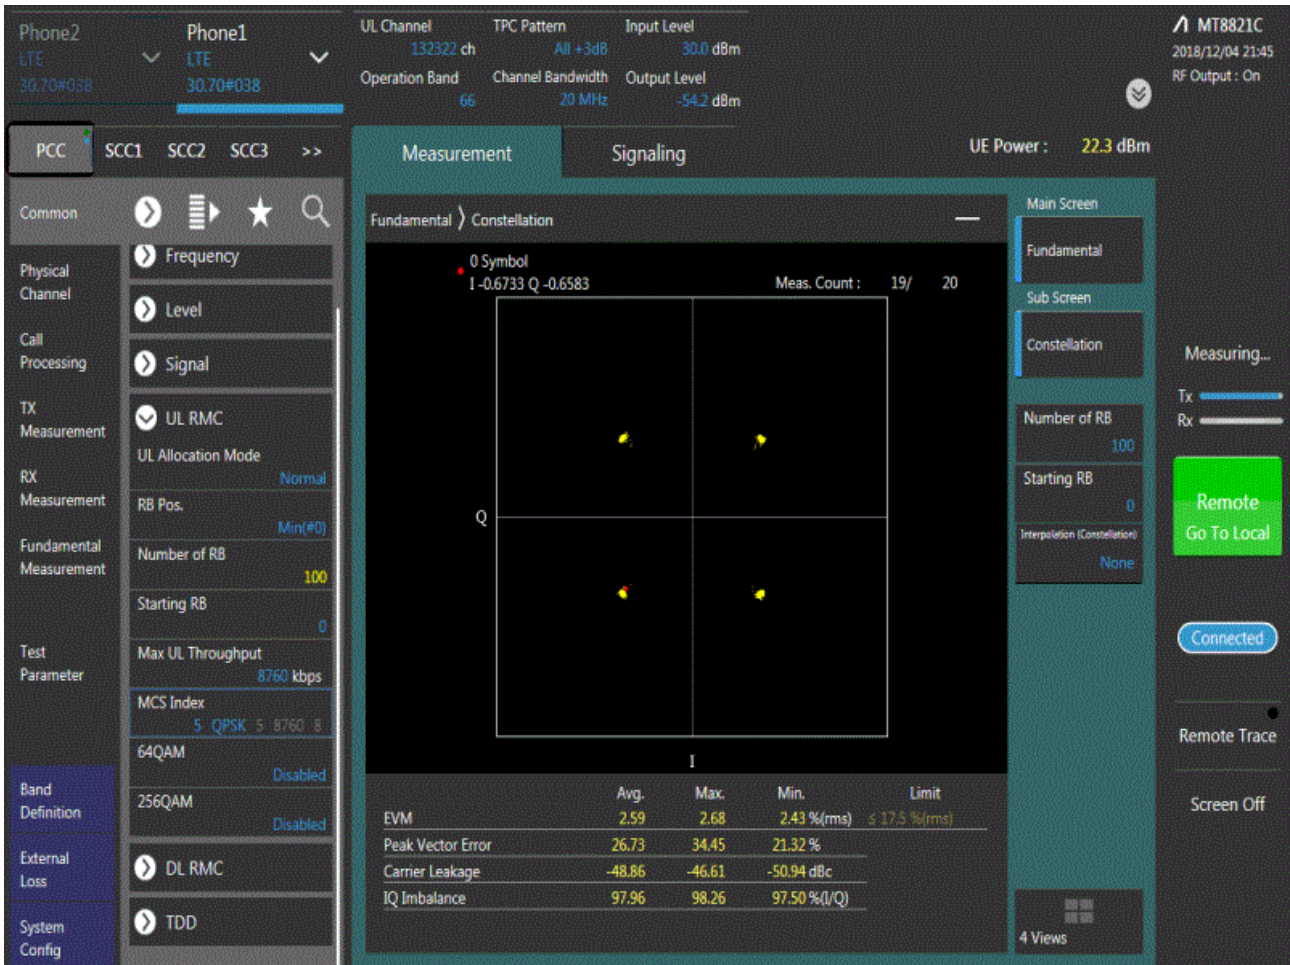 Phone2
LTE
30.70#038
Phone1
LTE
30.70#038
UL Channel
132322 ch
TPC Pattern
All +3dB
Input Level
30.0 dBm
Operation Band
66
Channel Bandwidth
20 MHz
Output Level
-54.2 dBm
MT8821C
2018/12/04 21:45
RF Output : On
PCC
SCC1
SCC2
SCC3
>>
Measurement
Signaling
UE Power : 22.3 dBm
Common
Physical
Channel
Call
Processing
TX
Measurement
RX
Measurement
Fundamental
Measurement
Test
Parameter
Band
Definition
External
Loss
System
Config
Frequency
Level
Signal
UL RMC
UL Allocation Mode
Normal
RB Pos.
Min(#0)
Number of RB
100
Starting RB
0
Max UL Throughput
8760 kbps
MCS Index
5 QPSK 5 8760 8
64QAM
Disabled
256QAM
Disabled
DL RMC
TDD
Fundamental 〉 Constellation
0 Symbol
I -0.6733 Q -0.6583
Meas. Count : 19/ 20
Q
I
Avg. Max. Min. Limit
EVM 2.59 2.68 2.43 %(rms) ≤ 17.5 %(rms)
Peak Vector Error 26.73 34.45 21.32 %
Carrier Leakage -48.86 -46.61 -50.94 dBc
IQ Imbalance 97.96 98.26 97.50 %(I/Q)
Main Screen
Fundamental
Sub Screen
Constellation
Number of RB
100
Starting RB
0
Interpolation (Constellation)
None
4 Views
Measuring...
Tx
Rx
Remote
Go To Local
Connected
Remote Trace
Screen Off